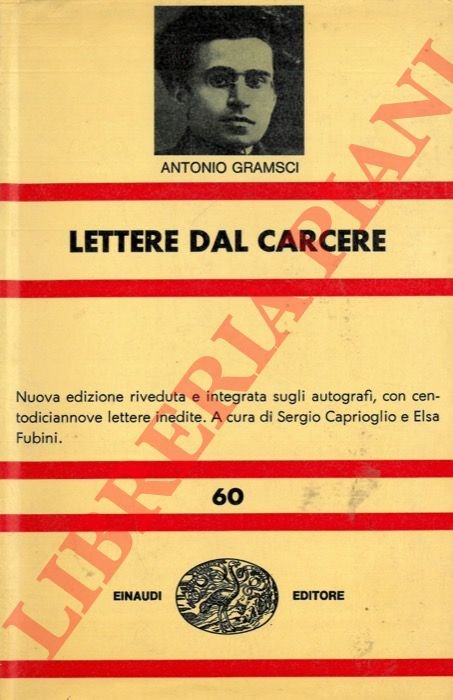 ANTONIO GRAMSCI
LETTERE DAL CARCERE
Nuova edizione riveduta e integrata sugli autografi, con cen-
todiciannove lettere inedite. A cura di Sergio Caprioglio e Elsa
Fubini.
60
EINAUDI EDITORE
LIBRERIA PIANI